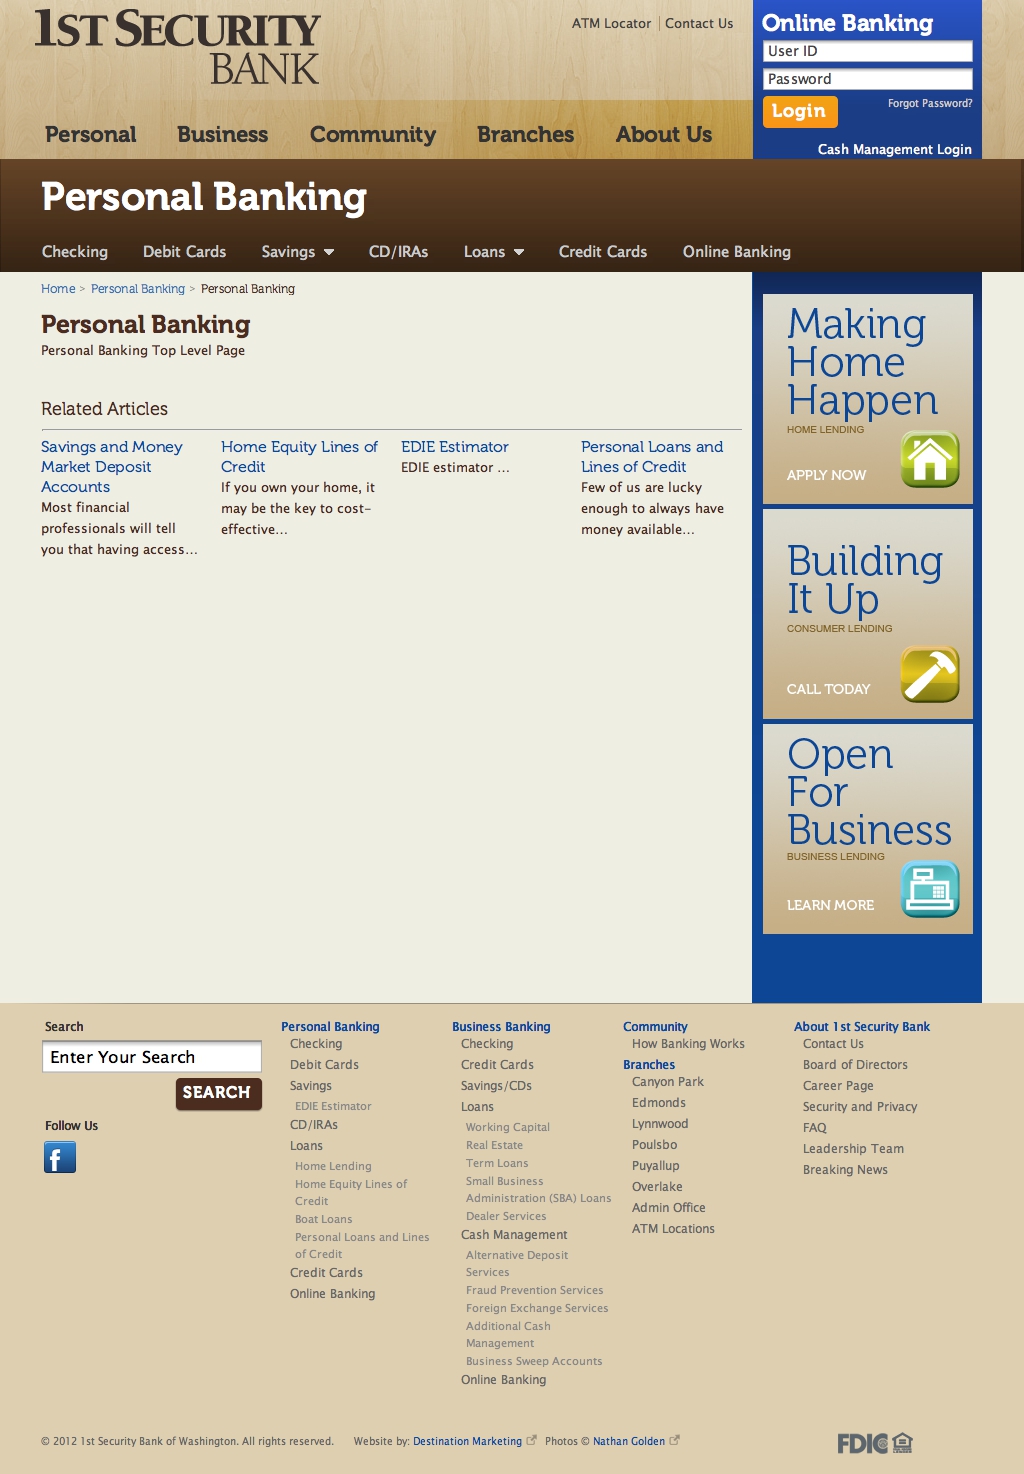 1ST SECURITY
BANK
ATM Locator
Contact Us
Online Banking
User ID
Password
Login
Forgot Password?
Cash Management Login
Personal
Business
Community
Branches
About Us
Personal Banking
Checking
Debit Cards
Savings
CD/IRAs
Loans
Credit Cards
Online Banking
Home > Personal Banking > Personal Banking
Personal Banking
Personal Banking Top Level Page
Related Articles
Savings and Money
Market Deposit
Accounts
Most financial
professionals will tell
you that having access...
Home Equity Lines of
Credit
If you own your home, it
may be the key to cost-
effective...
EDIE Estimator
EDIE estimator ...
Personal Loans and
Lines of Credit
Few of us are lucky
enough to always have
money available...
Making
Home
Happen
HOME LENDING
APPLY NOW
Building
It Up
CONSUMER LENDING
CALL TODAY
Open
For
Business
BUSINESS LENDING
LEARN MORE
Search
Enter Your Search
SEARCH
Follow Us
f
Personal Banking
Checking
Debit Cards
Savings
EDIE Estimator
CD/IRAs
Loans
Home Lending
Home Equity Lines of
Credit
Boat Loans
Personal Loans and Lines
of Credit
Credit Cards
Online Banking
Business Banking
Checking
Credit Cards
Savings/CDs
Loans
Working Capital
Real Estate
Term Loans
Small Business
Administration (SBA) Loans
Dealer Services
Cash Management
Alternative Deposit
Services
Fraud Prevention Services
Foreign Exchange Services
Additional Cash
Management
Business Sweep Accounts
Online Banking
Community
How Banking Works
Branches
Canyon Park
Edmonds
Lynnwood
Poulsbo
Puyallup
Overlake
Admin Office
ATM Locations
About 1st Security Bank
Contact Us
Board of Directors
Career Page
Security and Privacy
FAQ
Leadership Team
Breaking News
© 2012 1st Security Bank of Washington. All rights reserved.
Website by: Destination Marketing
Photos © Nathan Golden
FDIC